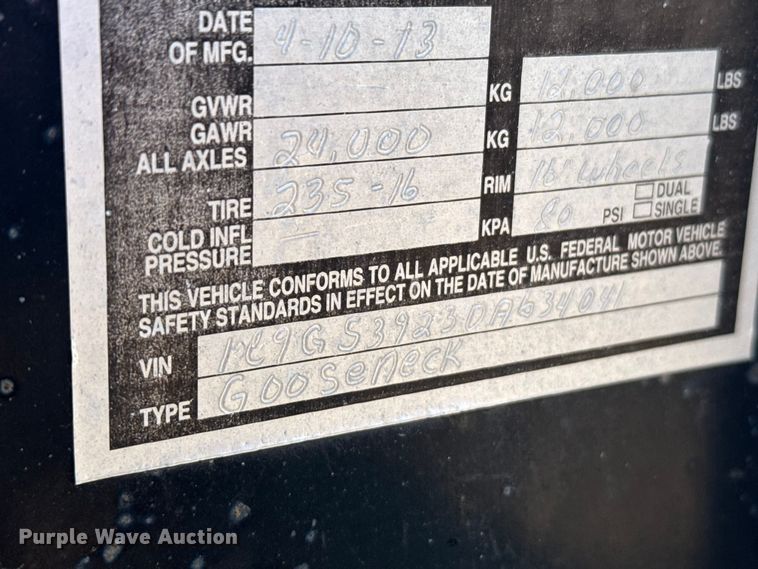 DATE OF MFG. 4-10-13
GVWR — KG 12,000 LBS
GAWR ALL AXLES 24,000 KG 12,000 LBS
TIRE 235-16 RIM 16" wheels
COLD INFL PRESSURE — KPA 80 PSI DUAL SINGLE
THIS VEHICLE CONFORMS TO ALL APPLICABLE U.S. FEDERAL MOTOR VEHICLE
SAFETY STANDARDS IN EFFECT ON THE DATE OF MANUFACTURE SHOWN ABOVE.
VIN
TYPE GooseNeck
Purple Wave Auction